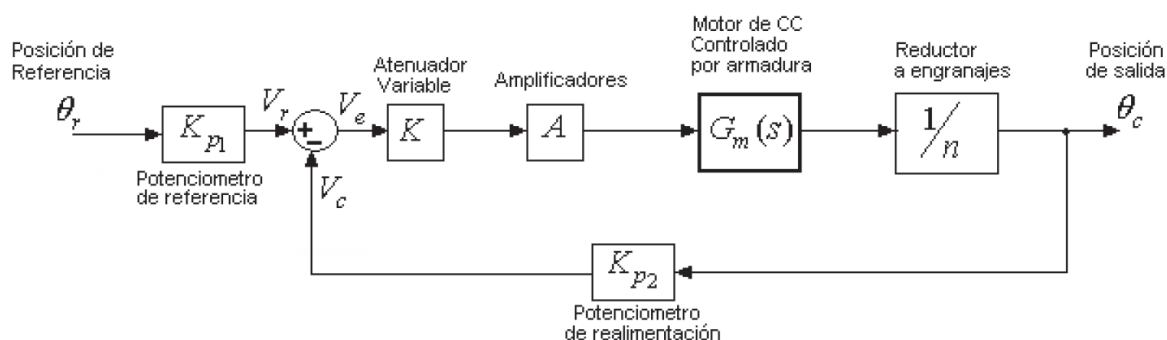 Posición de
Referencia
θr
Kp1
Potenciometro
de referencia
Vr
+
-
Ve
Vc
Atenuador
Variable
K
Amplificadores
A
Motor de CC
Controlado
por armadura
Gm(s)
Reductor
a engranajes
1/n
Posición
de salida
θc
Kp2
Potenciometro
de realimentación